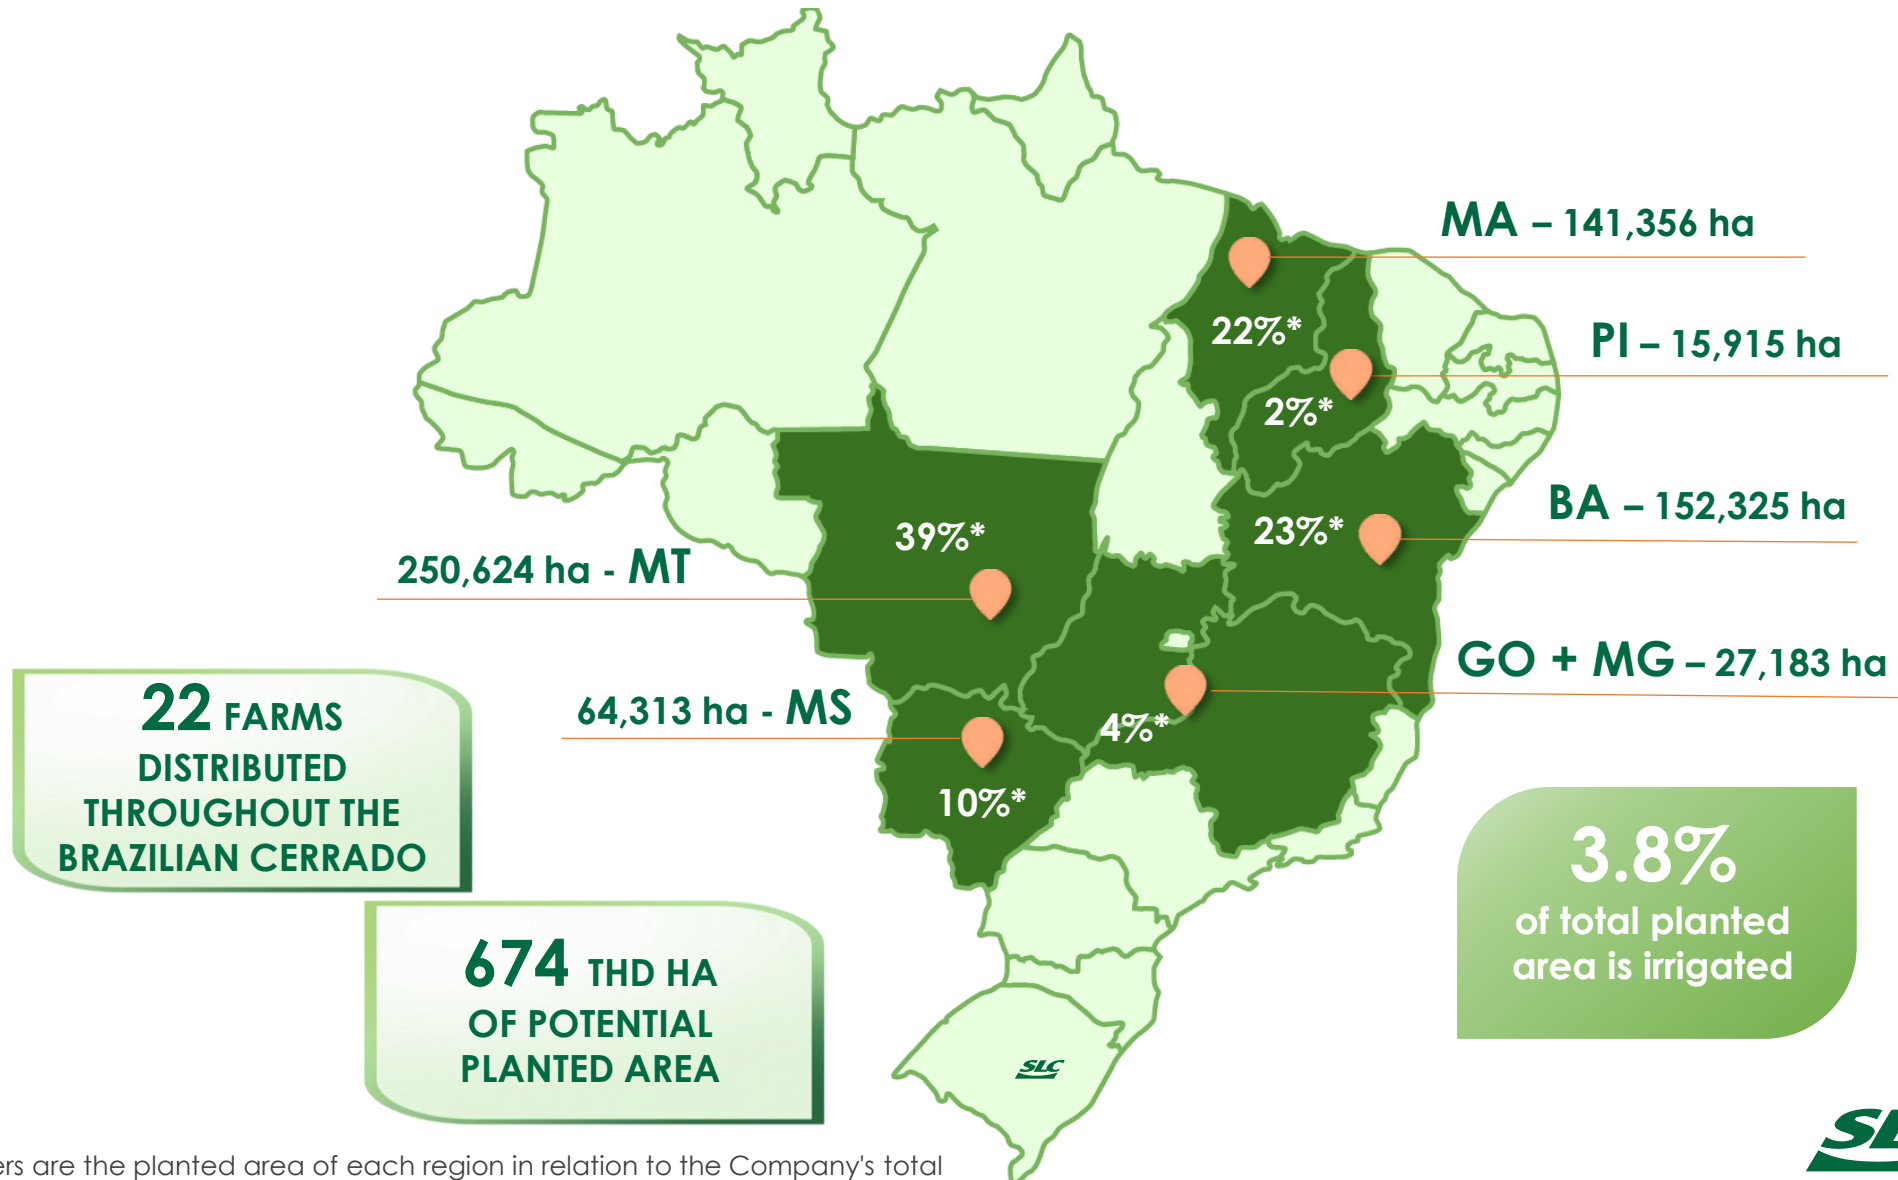 MA – 141,356 ha
22%*
PI – 15,915 ha
2%*
BA – 152,325 ha
23%*
39%*
250,624 ha - MT
GO + MG – 27,183 ha
4%*
64,313 ha - MS
10%*
22 FARMS
DISTRIBUTED
THROUGHOUT THE
BRAZILIAN CERRADO
674 THD HA
OF POTENTIAL
PLANTED AREA
3.8%
of total planted
area is irrigated
SLC
are the planted area of each region in relation to the Company's total